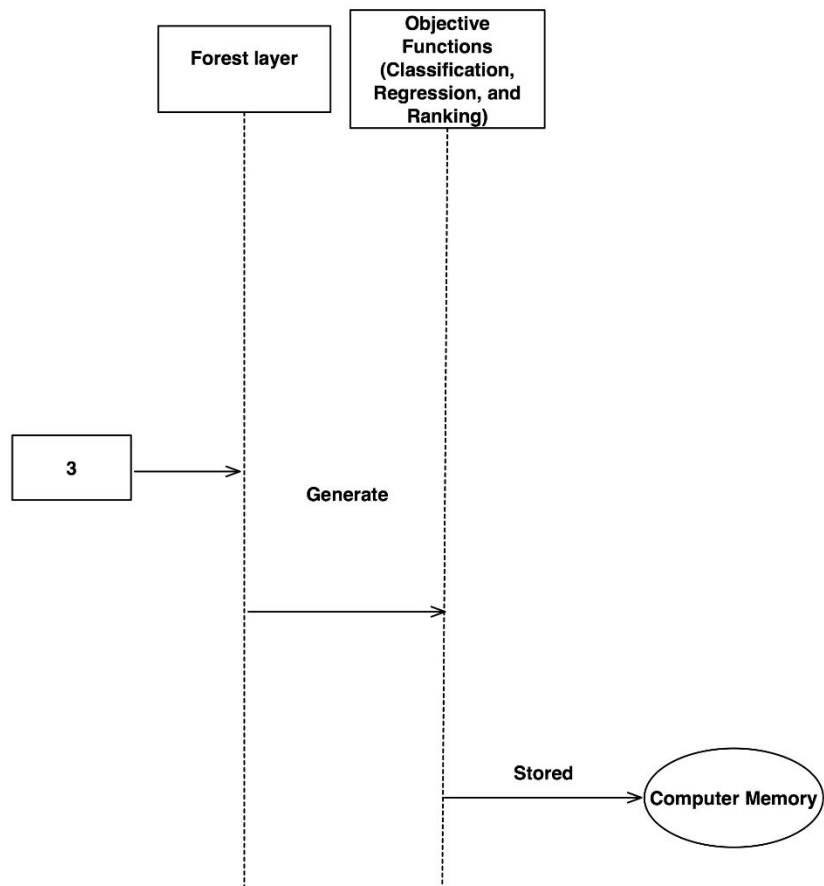 Forest layer
Objective
Functions
(Classification,
Regression, and
Ranking)
3
Generate
Stored
Computer Memory